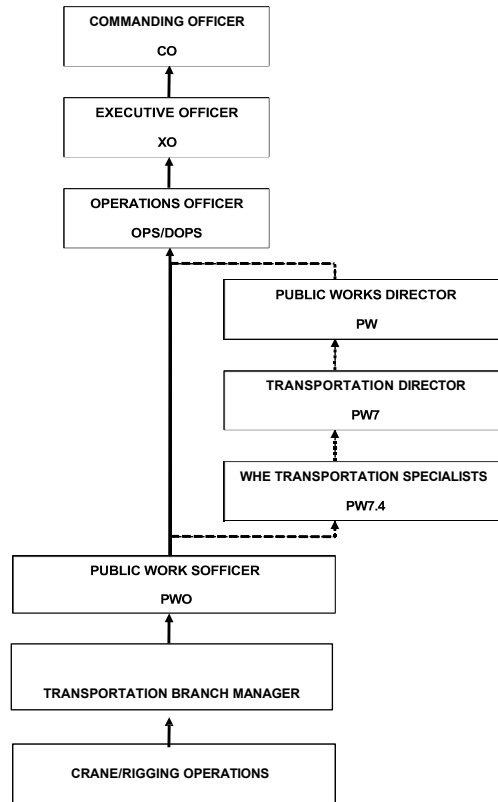 COMMANDING OFFICER
CO
EXECUTIVE OFFICER
XO
OPERATIONS OFFICER
OPS/DOPS
PUBLIC WORKS DIRECTOR
PW
TRANSPORTATION DIRECTOR
PW7
WHE TRANSPORTATION SPECIALISTS
PW7.4
PUBLIC WORK SOFFICER
PWO
TRANSPORTATION BRANCH MANAGER
CRANE/RIGGING OPERATIONS